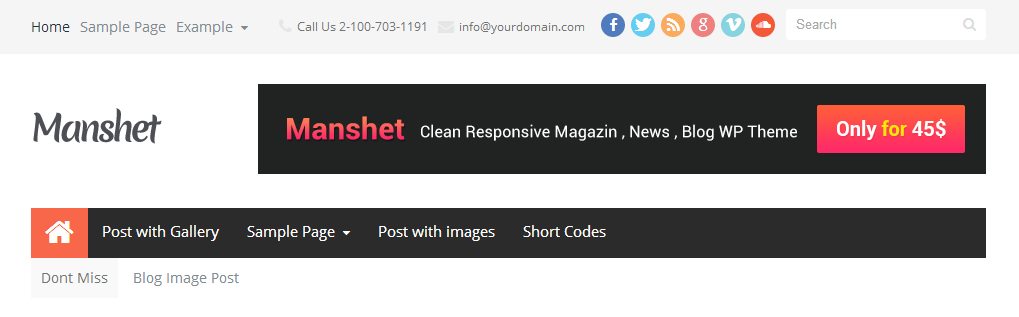 Home Sample Page Example Call Us 2-100-703-1191 info@yourdomain.com Search
Manshet
Manshet Clean Responsive Magazin , News , Blog WP Theme Only for 45$
Post with Gallery Sample Page Post with images Short Codes
Dont Miss Blog Image Post